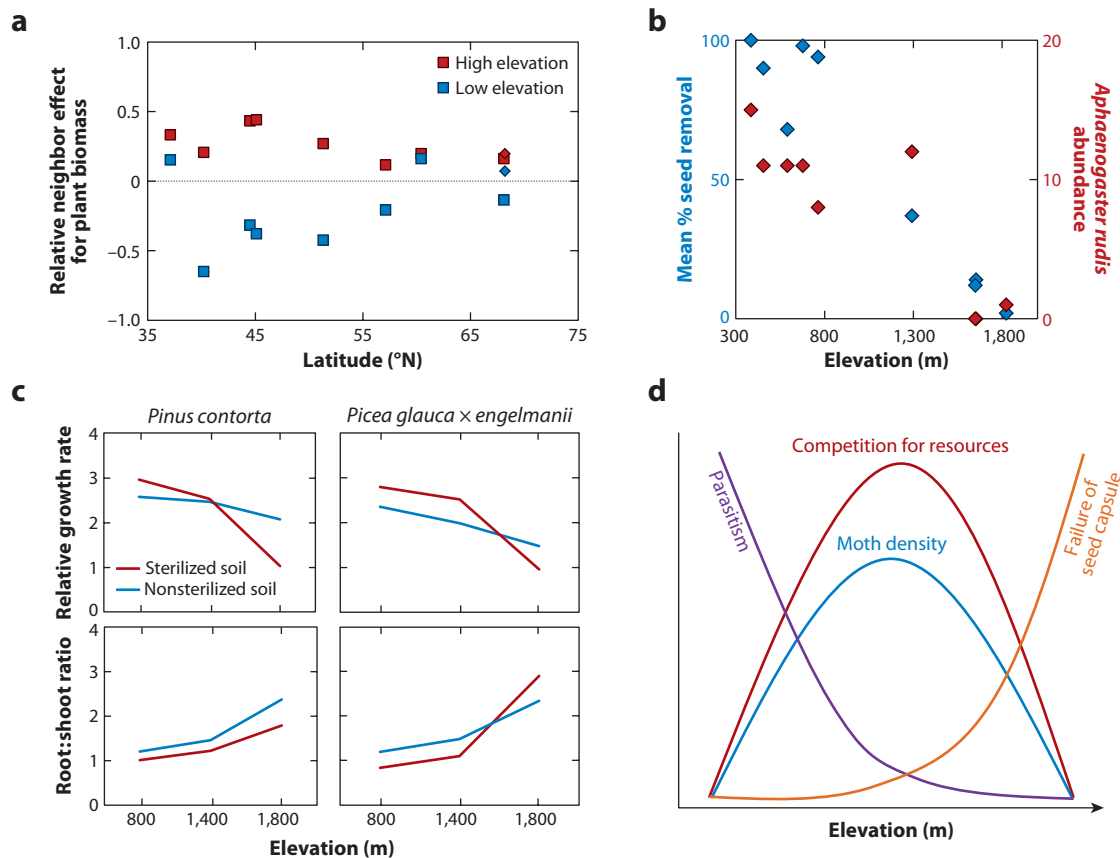 a
Relative neighbor effect
for plant biomass
1.0
0.5
0
−0.5
−1.0
High elevation
Low elevation
35
45
55
65
75
Latitude (°N)
b
Mean % seed removal
100
50
0
20
10
0
Aphaenogaster rudis
abundance
300
800
1,300
1,800
Elevation (m)
c
Pinus contorta
Picea glauca × engelmanii
Relative growth rate
4
3
2
1
0
Sterilized soil
Nonsterilized soil
Root:shoot ratio
4
3
2
1
0
800
1,400
1,800
800
1,400
1,800
Elevation (m)
d
Competition for resources
Parasitism
Moth density
Failure of
seed capsule
Elevation (m)